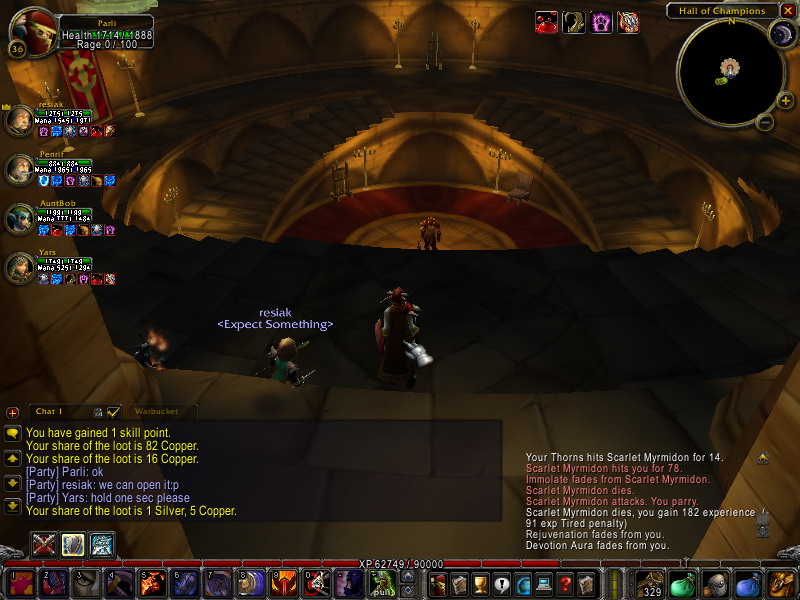 Parli
Health 1714 / 1888
Rage 0 / 100
36
Hall of Champions
N
resiak
1275 | 1275
Penrif
AuntBob
Yars
resiak
<Expect Something>
Chat 1
Warbucket
You have gained 1 skill point.
Your share of the loot is 82 Copper.
Your share of the loot is 16 Copper.
[Party] Parli: ok
[Party] resiak: we can open it:p
[Party] Yars: hold one sec please
Your share of the loot is 1 Silver, 5 Copper.
Your Thorns hits Scarlet Myrmidon for 14.
Scarlet Myrmidon hits you for 78.
Immolate fades from Scarlet Myrmidon.
Scarlet Myrmidon dies.
Scarlet Myrmidon attacks. You parry.
Scarlet Myrmidon dies, you gain 182 experience
91 exp Tired penalty)
Rejuvenation fades from you.
Devotion Aura fades from you.
XP 62749 / 90000
pull
329